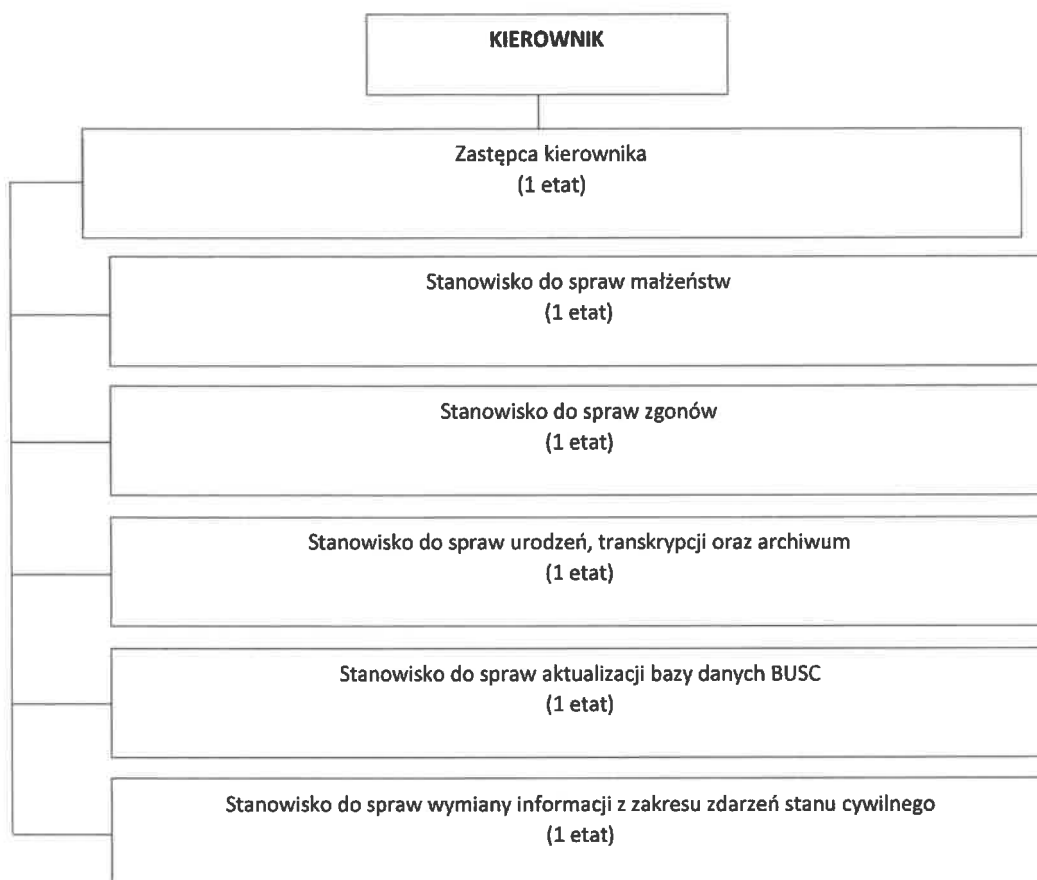 KIEROWNIK
Zastępca kierownika
(1 etat)
Stanowisko do spraw małżeństw
(1 etat)
Stanowisko do spraw zgonów
(1 etat)
Stanowisko do spraw urodzeń, transkrypcji oraz archiwum
(1 etat)
Stanowisko do spraw aktualizacji bazy danych BUSC
(1 etat)
Stanowisko do spraw wymiany informacji z zakresu zdarzeń stanu cywilnego
(1 etat)